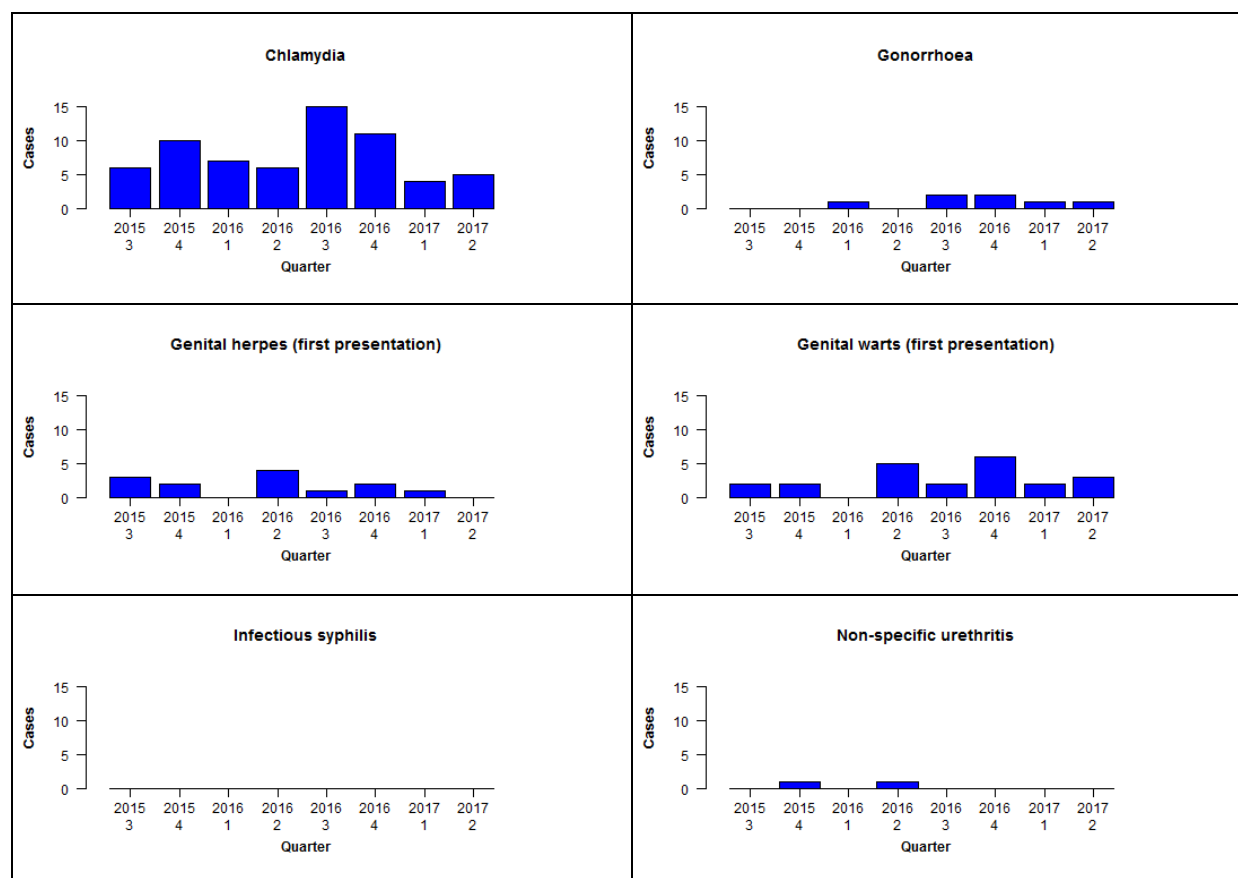 Chlamydia
Cases
15
10
5
0
2015 2015 2016 2016 2016 2016 2017 2017
3 4 1 2 3 4 1 2
Quarter
Gonorrhoea
Cases
15
10
5
0
2015 2015 2016 2016 2016 2016 2017 2017
3 4 1 2 3 4 1 2
Quarter
Genital herpes (first presentation)
Cases
15
10
5
0
2015 2015 2016 2016 2016 2016 2017 2017
3 4 1 2 3 4 1 2
Quarter
Genital warts (first presentation)
Cases
15
10
5
0
2015 2015 2016 2016 2016 2016 2017 2017
3 4 1 2 3 4 1 2
Quarter
Infectious syphilis
Cases
15
10
5
0
2015 2015 2016 2016 2016 2016 2017 2017
3 4 1 2 3 4 1 2
Quarter
Non-specific urethritis
Cases
15
10
5
0
2015 2015 2016 2016 2016 2016 2017 2017
3 4 1 2 3 4 1 2
Quarter